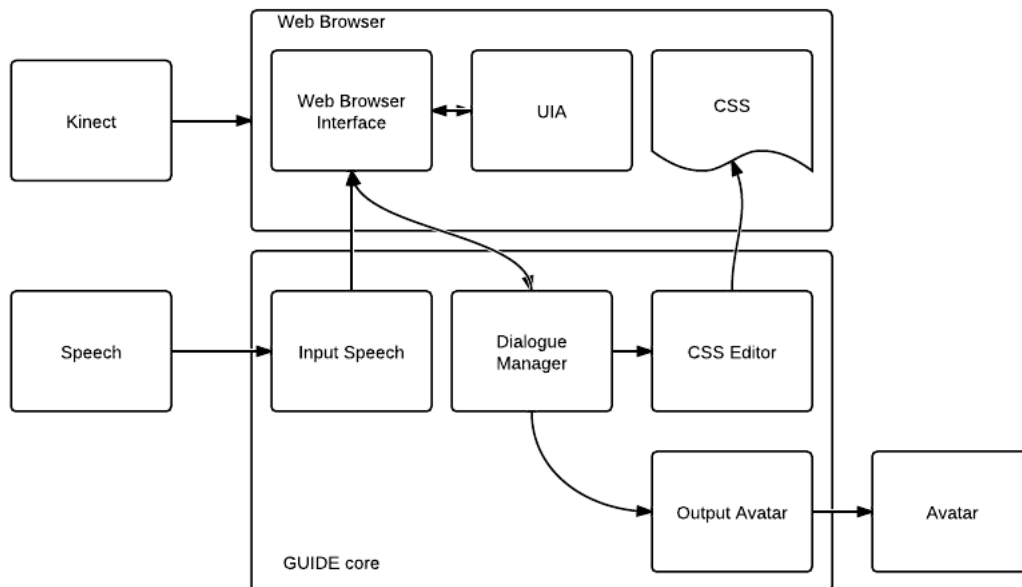 Web Browser
Kinect
Web Browser
Interface
UIA
CSS
Speech
Input Speech
Dialogue
Manager
CSS Editor
Output Avatar
Avatar
GUIDE core